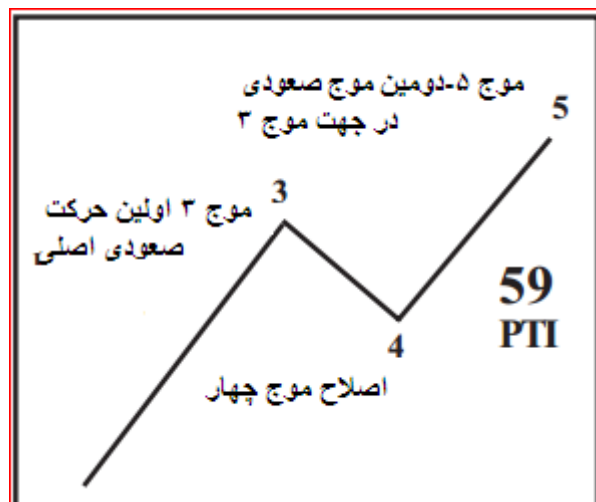 موج ۵-دومین موج صعودی
در جهت موج ۳
5
3
موج ۳ اولین حرکت
صعودی اصلی
59
PTI
4
اصلاح موج چهار